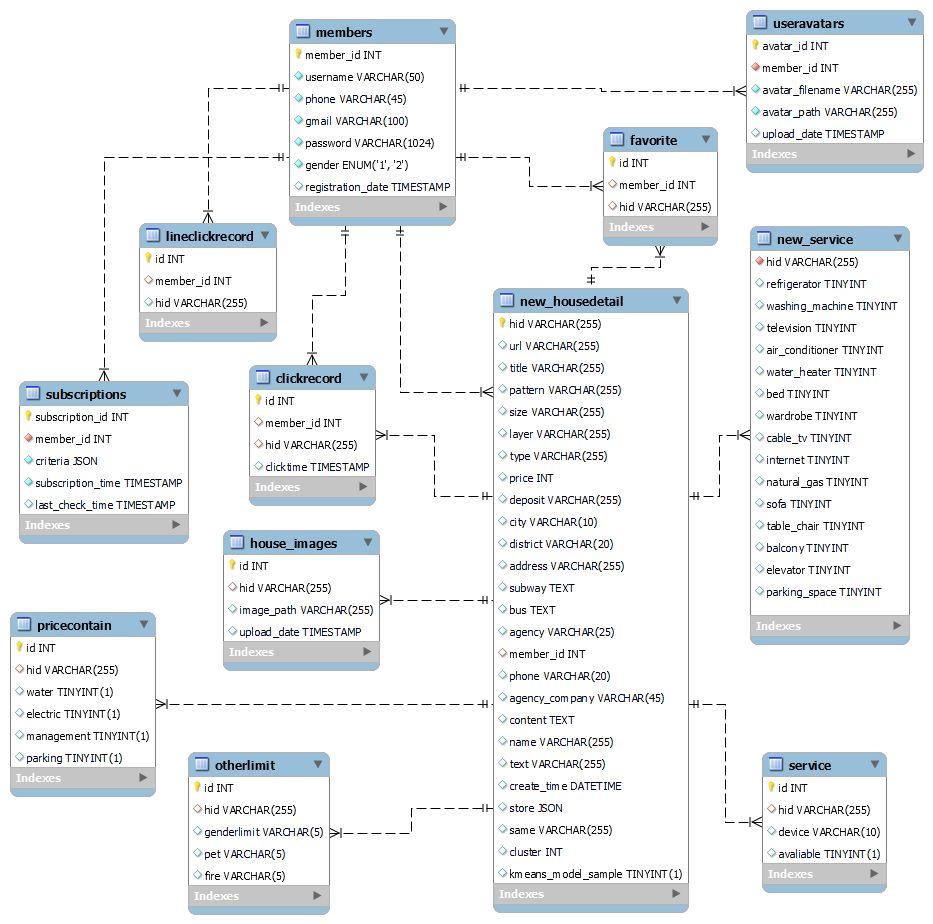 members
member_id INT
username VARCHAR(50)
phone VARCHAR(45)
gmail VARCHAR(100)
password VARCHAR(1024)
gender ENUM('1', '2')
registration_date TIMESTAMP
Indexes
useravatars
avatar_id INT
member_id INT
avatar_filename VARCHAR(255)
avatar_path VARCHAR(255)
upload_date TIMESTAMP
Indexes
favorite
id INT
member_id INT
hid VARCHAR(255)
Indexes
lineclickrecord
id INT
member_id INT
hid VARCHAR(255)
Indexes
new_service
hid VARCHAR(255)
refrigerator TINYINT
washing_machine TINYINT
television TINYINT
air_conditioner TINYINT
water_heater TINYINT
bed TINYINT
wardrobe TINYINT
cable_tv TINYINT
internet TINYINT
natural_gas TINYINT
sofa TINYINT
table_chair TINYINT
balcony TINYINT
elevator TINYINT
parking_space TINYINT
Indexes
new_housedetail
hid VARCHAR(255)
url VARCHAR(255)
title VARCHAR(255)
pattern VARCHAR(255)
size VARCHAR(255)
layer VARCHAR(255)
type VARCHAR(255)
price INT
deposit VARCHAR(255)
city VARCHAR(10)
district VARCHAR(20)
address VARCHAR(255)
subway TEXT
bus TEXT
agency VARCHAR(25)
member_id INT
phone VARCHAR(20)
agency_company VARCHAR(45)
content TEXT
name VARCHAR(255)
text VARCHAR(255)
create_time DATETIME
store JSON
same VARCHAR(255)
cluster INT
kmeans_model_sample TINYINT(1)
Indexes
clickrecord
id INT
member_id INT
hid VARCHAR(255)
clicktime TIMESTAMP
Indexes
subscriptions
subscription_id INT
member_id INT
criteria JSON
subscription_time TIMESTAMP
last_check_time TIMESTAMP
Indexes
house_images
id INT
hid VARCHAR(255)
image_path VARCHAR(255)
upload_date TIMESTAMP
Indexes
pricecontain
id INT
hid VARCHAR(255)
water TINYINT(1)
electric TINYINT(1)
management TINYINT(1)
parking TINYINT(1)
Indexes
otherlimit
id INT
hid VARCHAR(255)
genderlimit VARCHAR(5)
pet VARCHAR(5)
fire VARCHAR(5)
Indexes
service
id INT
hid VARCHAR(255)
device VARCHAR(10)
avaliable TINYINT(1)
Indexes